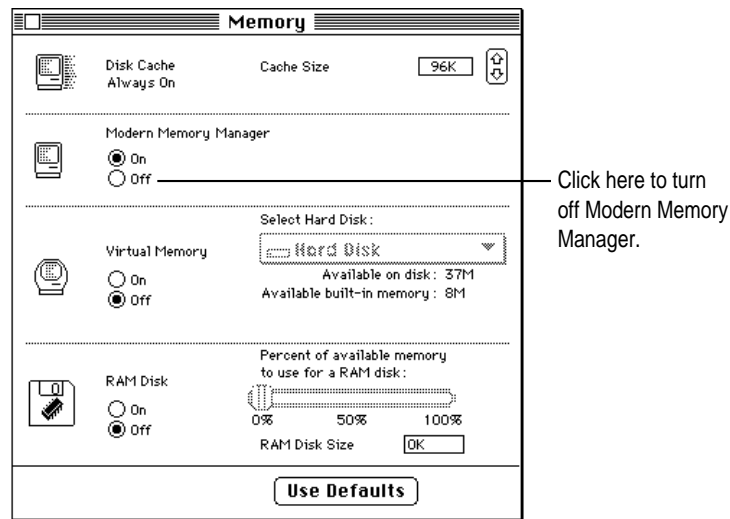 Memory
Disk Cache
Always On
Cache Size
96K
Modern Memory Manager
On
Off
Click here to turn
off Modern Memory
Manager.
Virtual Memory
On
Off
Select Hard Disk:
Hard Disk
Available on disk: 37M
Available built-in memory: 8M
RAM Disk
On
Off
Percent of available memory
to use for a RAM disk:
0% 50% 100%
RAM Disk Size
0K
Use Defaults